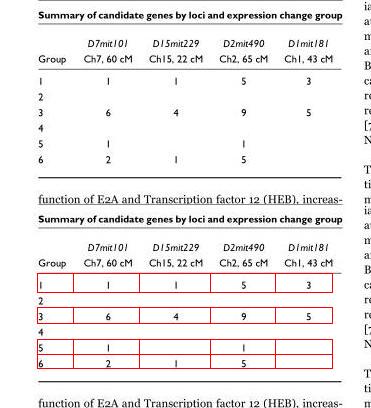 Summary of candidate genes by loci and expression change group
D7mit101 D15mit229 D2mit490 D1mit181
Group Ch7, 60 cM Ch15, 22 cM Ch2, 65 cM Ch1, 43 cM
1 1 1 5 3
2
3 6 4 9 5
4
5 1 1
6 2 1 5
function of E2A and Transcription factor 12 (HEB), increas-
Summary of candidate genes by loci and expression change group
D7mit101 D15mit229 D2mit490 D1mit181
Group Ch7, 60 cM Ch15, 22 cM Ch2, 65 cM Ch1, 43 cM
1 1 1 5 3
2
3 6 4 9 5
4
5 1 1
6 2 1 5
function of E2A and Transcription factor 12 (HEB), increas-